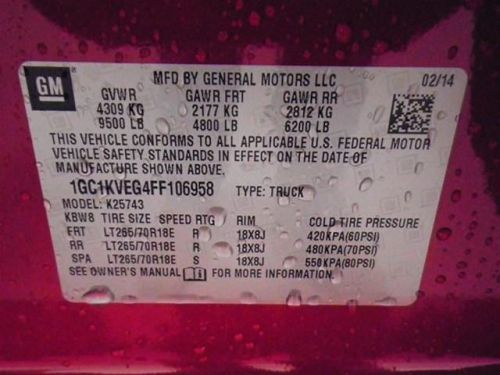 GM
MFD BY GENERAL MOTORS LLC 02/14
GVWR GAWR FRT GAWR RR
4309 KG 2177 KG 2812 KG
9500 LB 4800 LB 6200 LB
THIS VEHICLE CONFORMS TO ALL APPLICABLE U.S. FEDERAL MOTOR
VEHICLE SAFETY STANDARDS IN EFFECT ON THE DATE OF
MANUFACTURE SHOWN ABOVE.
1GC1KVEG4FF106958 TYPE: TRUCK
MODEL: K25743
KBW8 TIRE SIZE SPEED RTG RIM COLD TIRE PRESSURE
FRT LT265/70R18E R 18X8J 420KPA(60PSI)
RR LT265/70R18E R 18X8J 480KPA(70PSI)
SPA LT265/70R18E S 18X8J 550KPA(80PSI)
SEE OWNER'S MANUAL FOR MORE INFORMATION.